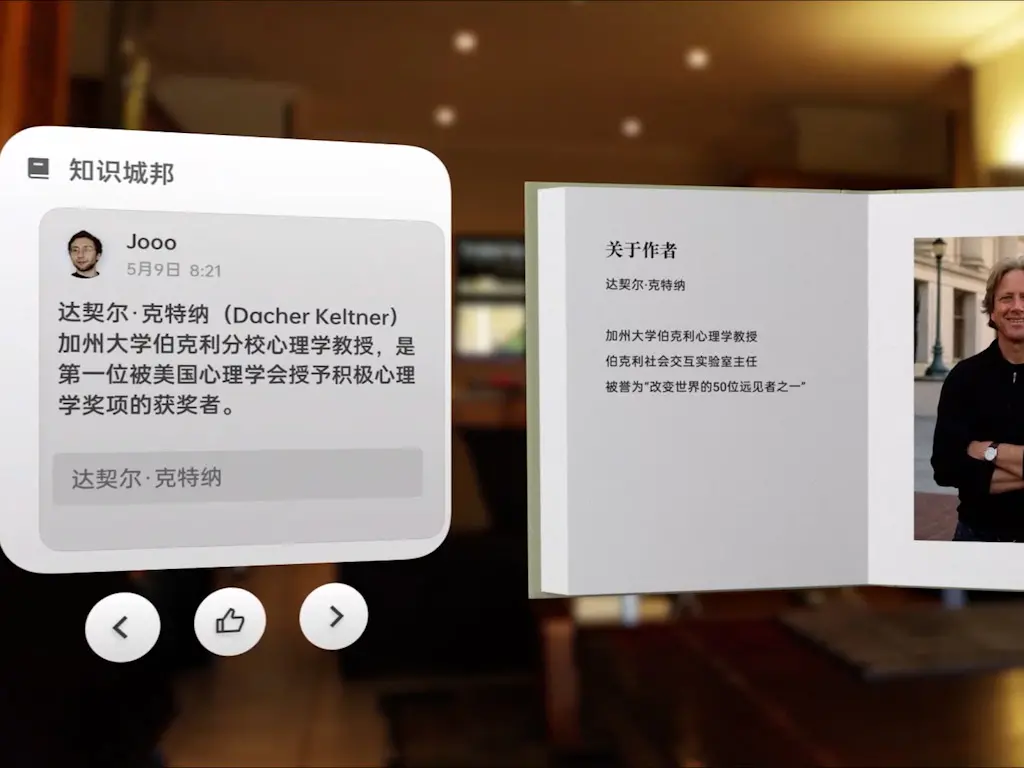 知识城邦
Jooo
5月9日 8:21
达契尔·克特纳（Dacher Keltner）
加州大学伯克利分校心理学教授，是
第一位被美国心理学会授予积极心理
学奖项的获奖者。
达契尔·克特纳
关于作者
达契尔·克特纳
加州大学伯克利心理学教授
伯克利社会交互实验室主任
被誉为“改变世界的50位远见者之一”